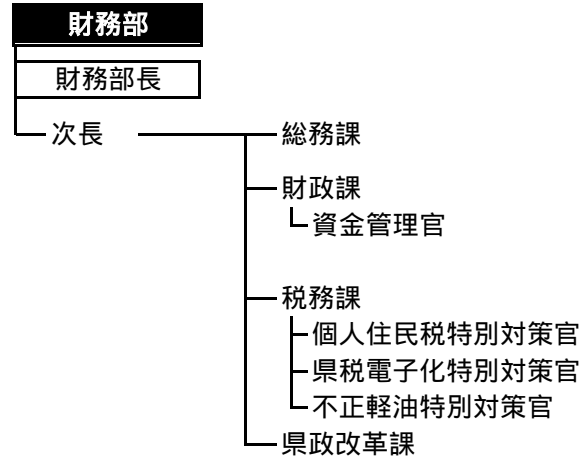 財務部
財務部長
次長
総務課
財政課
資金管理官
税務課
個人住民税特別対策官
県税電子化特別対策官
不正軽油特別対策官
県政改革課